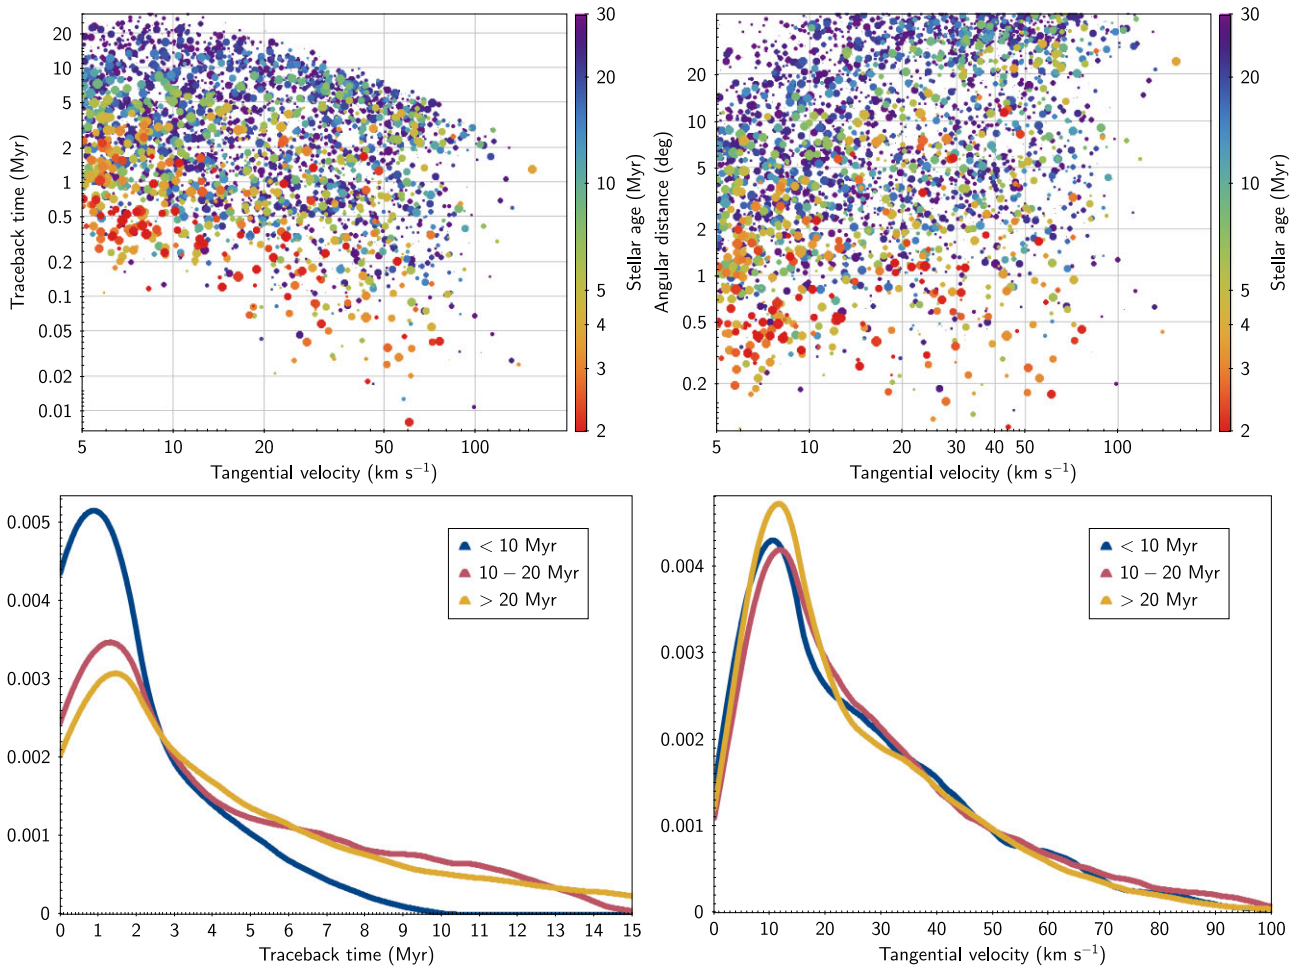 20
10
5
2
1
0.5
0.2
0.1
0.05
0.02
0.01
Traceback time (Myr)
5 10 20 50 100
Tangential velocity (km s⁻¹)
30
20
10
5
4
3
2
Stellar age (Myr)
20
10
5
2
1
0.5
0.2
Angular distance (deg)
5 10 20 30 40 50 100
Tangential velocity (km s⁻¹)
30
20
10
5
4
3
2
Stellar age (Myr)
0.005
0.004
0.003
0.002
0.001
0
0 1 2 3 4 5 6 7 8 9 10 11 12 13 14 15
Traceback time (Myr)
< 10 Myr
10 − 20 Myr
> 20 Myr
0.004
0.003
0.002
0.001
0
0 10 20 30 40 50 60 70 80 90 100
Tangential velocity (km s⁻¹)
< 10 Myr
10 − 20 Myr
> 20 Myr